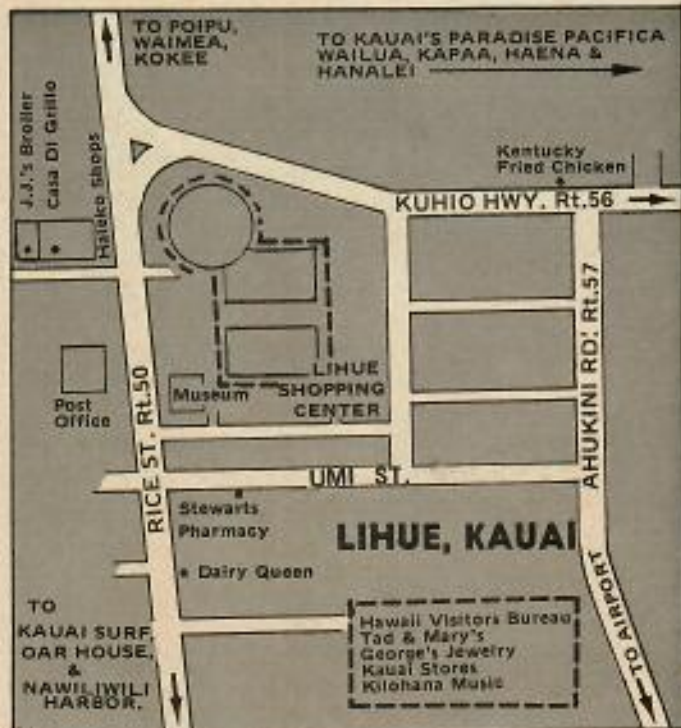 TO POIPU,
WAIMEA,
KOKEE
TO KAUAI'S PARADISE PACIFICA
WAILUA, KAPAA, HAENA &
HANALEI
J.J.'s Broiler
Casa Di Grillo
Haleko Shops
Kentucky
Fried Chicken
KUHIO HWY. Rt.56
AHUKINI RD. Rt.57
Post
Office
RICE ST. Rt.50
Museum
LIHUE
SHOPPING
CENTER
UMI ST.
Stewarts
Pharmacy
LIHUE, KAUAI
Dairy Queen
TO
KAUAI SURF,
OAR HOUSE,
&
NAWILIWILI
HARBOR.
Hawaii Visitors Bureau
Tad & Mary's
George's Jewelry
Kauai Stores
Kilohana Music
TO AIRPORT